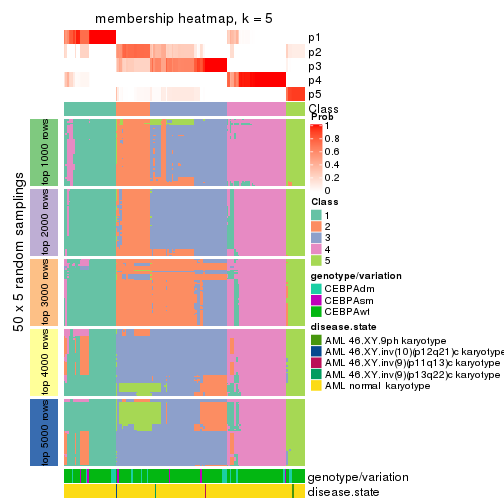 membership heatmap, k = 5
p1
p2
p3
p4
p5
Class
50 x 5 random samplings
top 1000 rows
top 2000 rows
top 3000 rows
top 4000 rows
top 5000 rows
Prob
1
0.8
0.6
0.4
0.2
0
Class
1
2
3
4
5
genotype/variation
CEBPAdm
CEBPAsm
CEBPAwt
disease.state
AML 46.XY.9ph karyotype
AML 46.XY.inv(10)(p12q21)c karyotype
AML 46.XY.inv(9)(p11q13)c karyotype
AML 46.XY.inv(9)(p13q22)c karyotype
AML normal karyotype
genotype/variation
disease.state